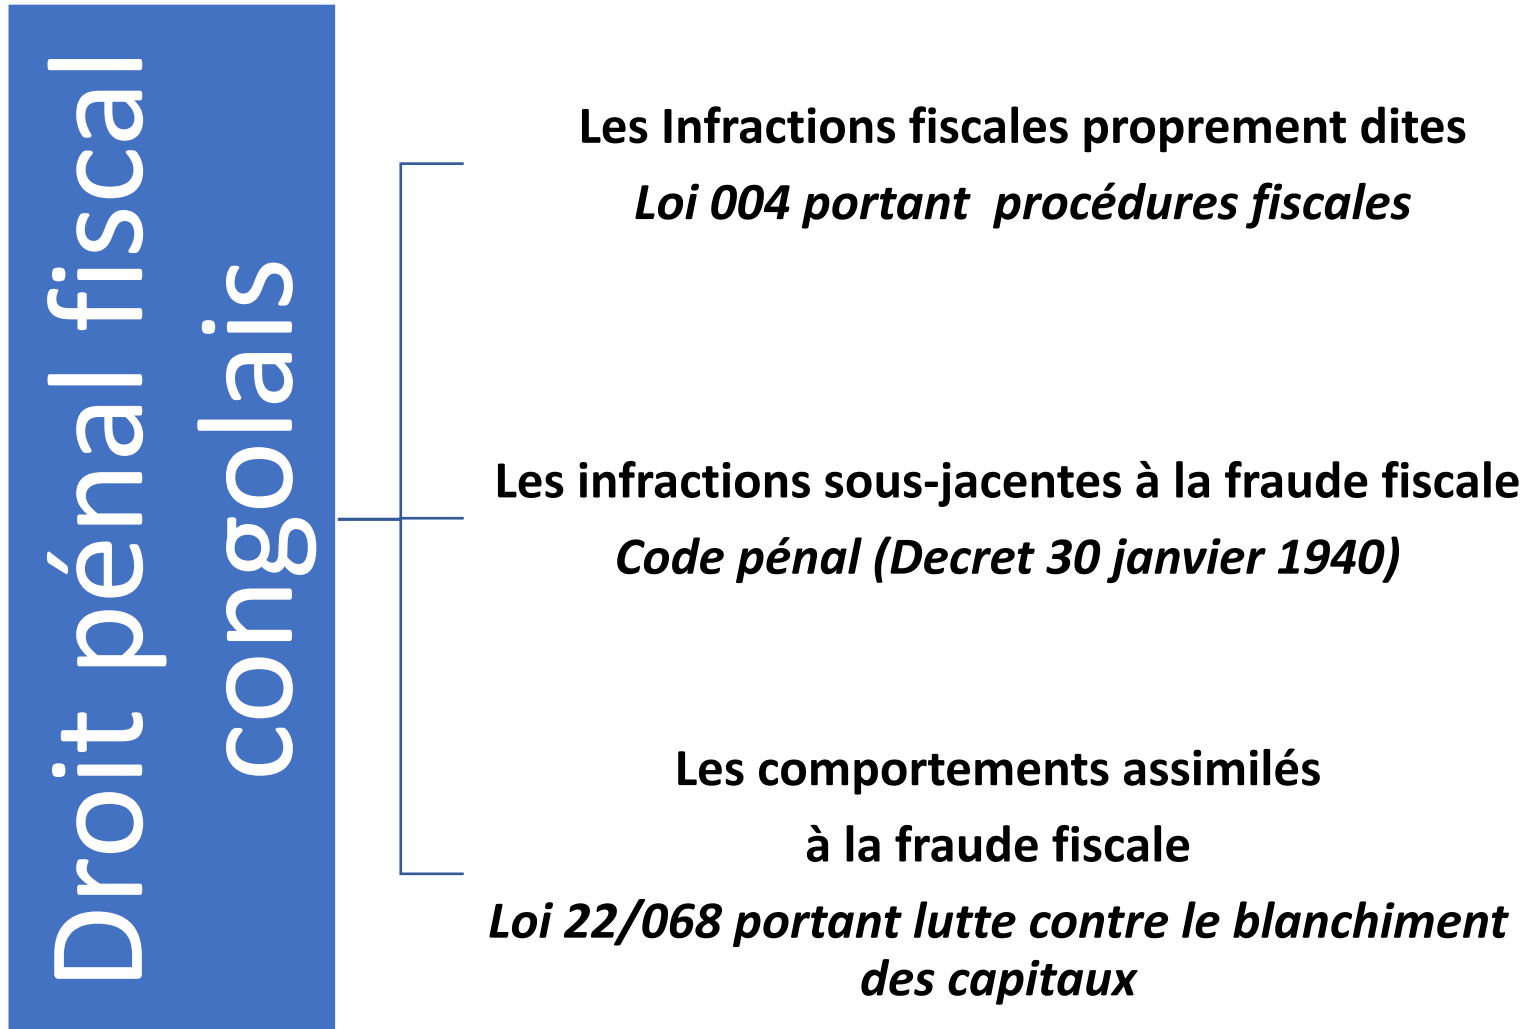 Droit pénal fiscal
congolais
Les Infractions fiscales proprement dites
Loi 004 portant  procédures fiscales
Les infractions sous-jacentes à la fraude fiscale
Code pénal (Decret 30 janvier 1940)
Les comportements assimilés
à la fraude fiscale
Loi 22/068 portant lutte contre le blanchiment
des capitaux